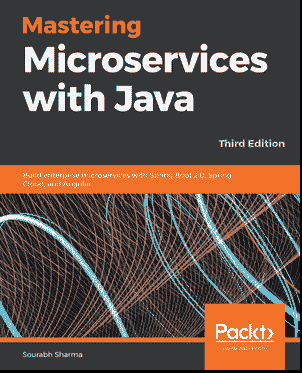 Mastering
Microservices
with Java
Third Edition
Build enterprise microservices with Spring Boot 2.0, Spring
Cloud, and Angular
Sourabh Sharma
Packt>